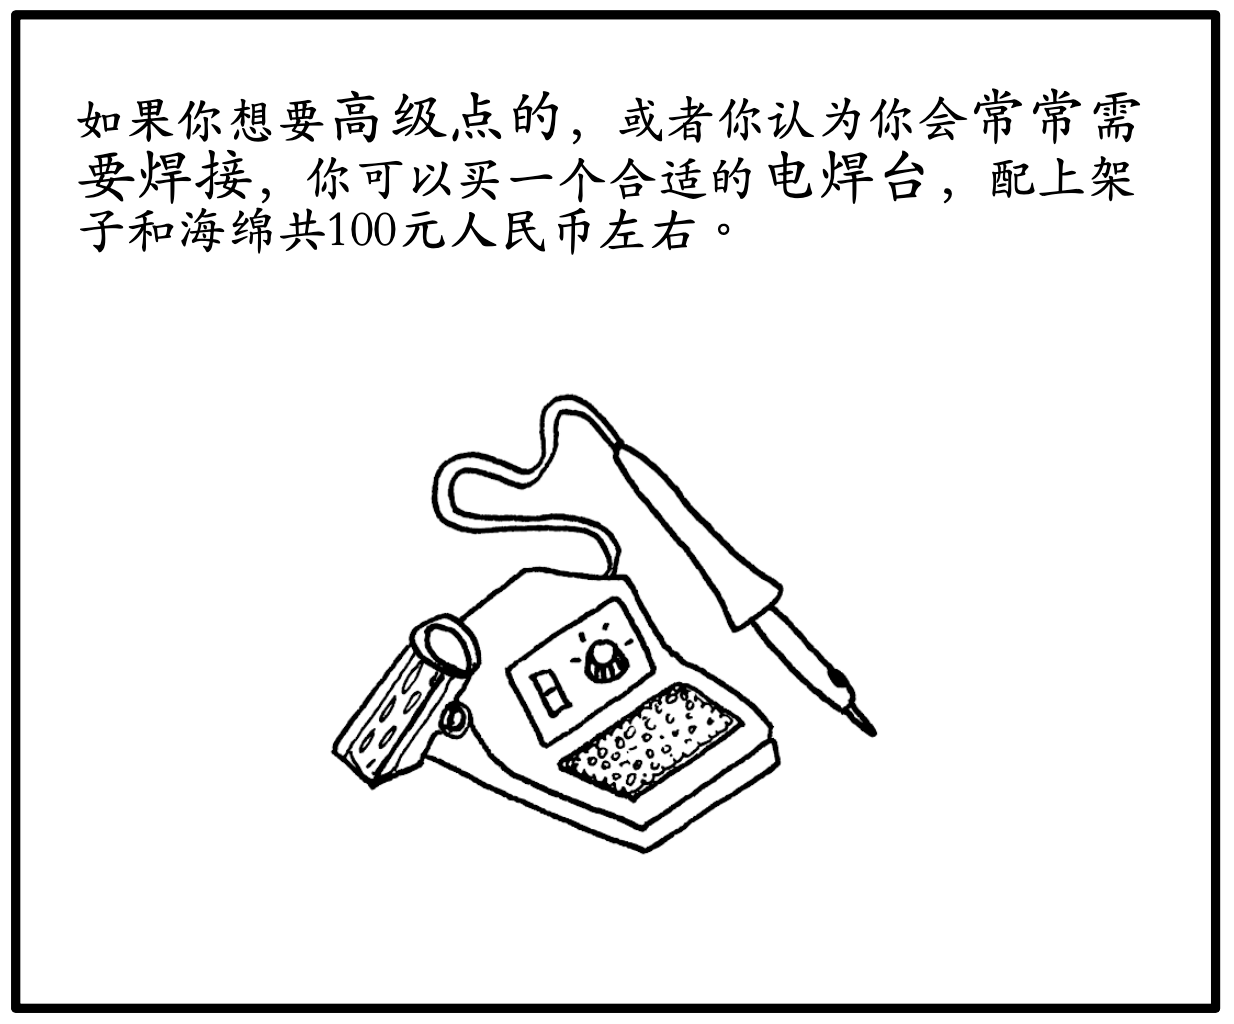 如果你想要高级点的，或者你认为你会常常需
要焊接，你可以买一个合适的电焊台，配上架
子和海绵共100元人民币左右。